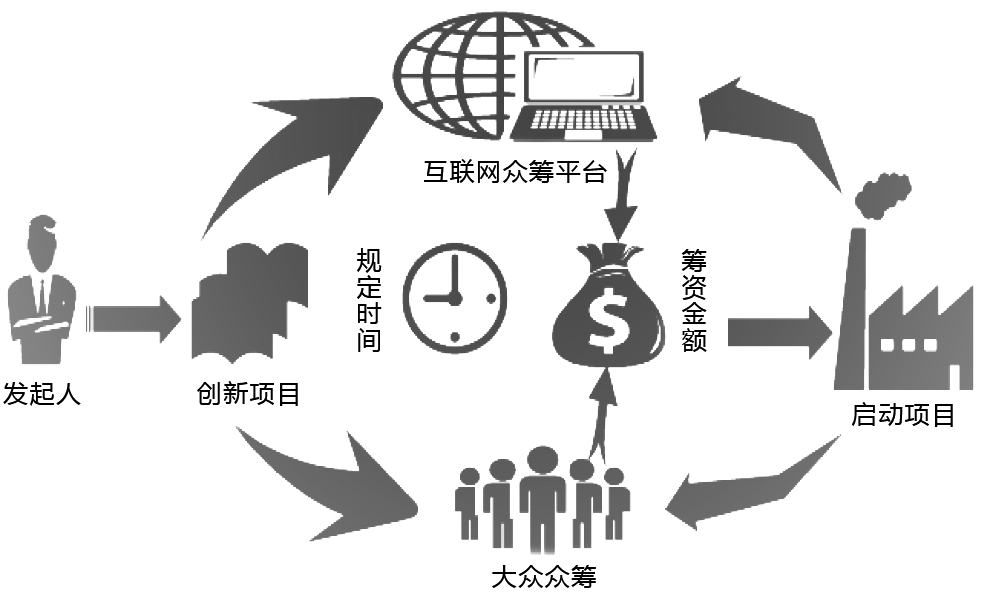 互联网众筹平台
规定时间
$
筹资金额
发起人
创新项目
启动项目
大众众筹